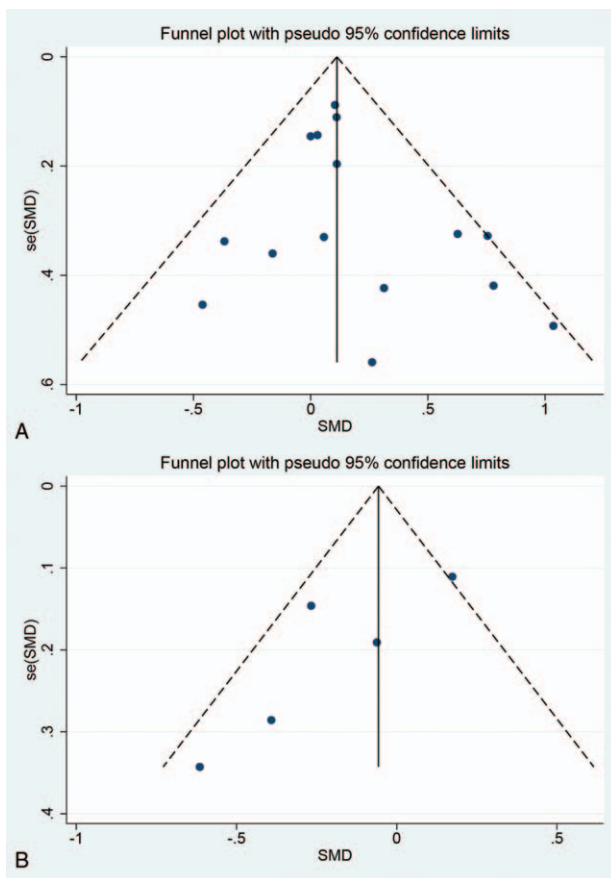 Funnel plot with pseudo 95% confidence limits
0
.2
.4
.6
se(SMD)
-1 -.5 0 .5 1
SMD
A
Funnel plot with pseudo 95% confidence limits
0
.1
.2
.3
.4
se(SMD)
-1 -.5 0 .5
SMD
B